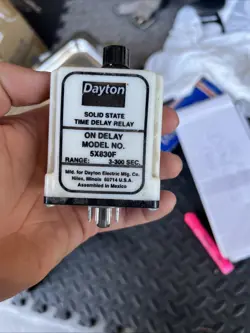 Dayton
SOLID STATE
TIME DELAY RELAY
ON DELAY
MODEL NO.
5X830F
RANGE: 3-300 SEC.
Mfd. for Dayton Electric Mfg. Co.
Niles, Illinois 60714 U.S.A.
Assembled in Mexico